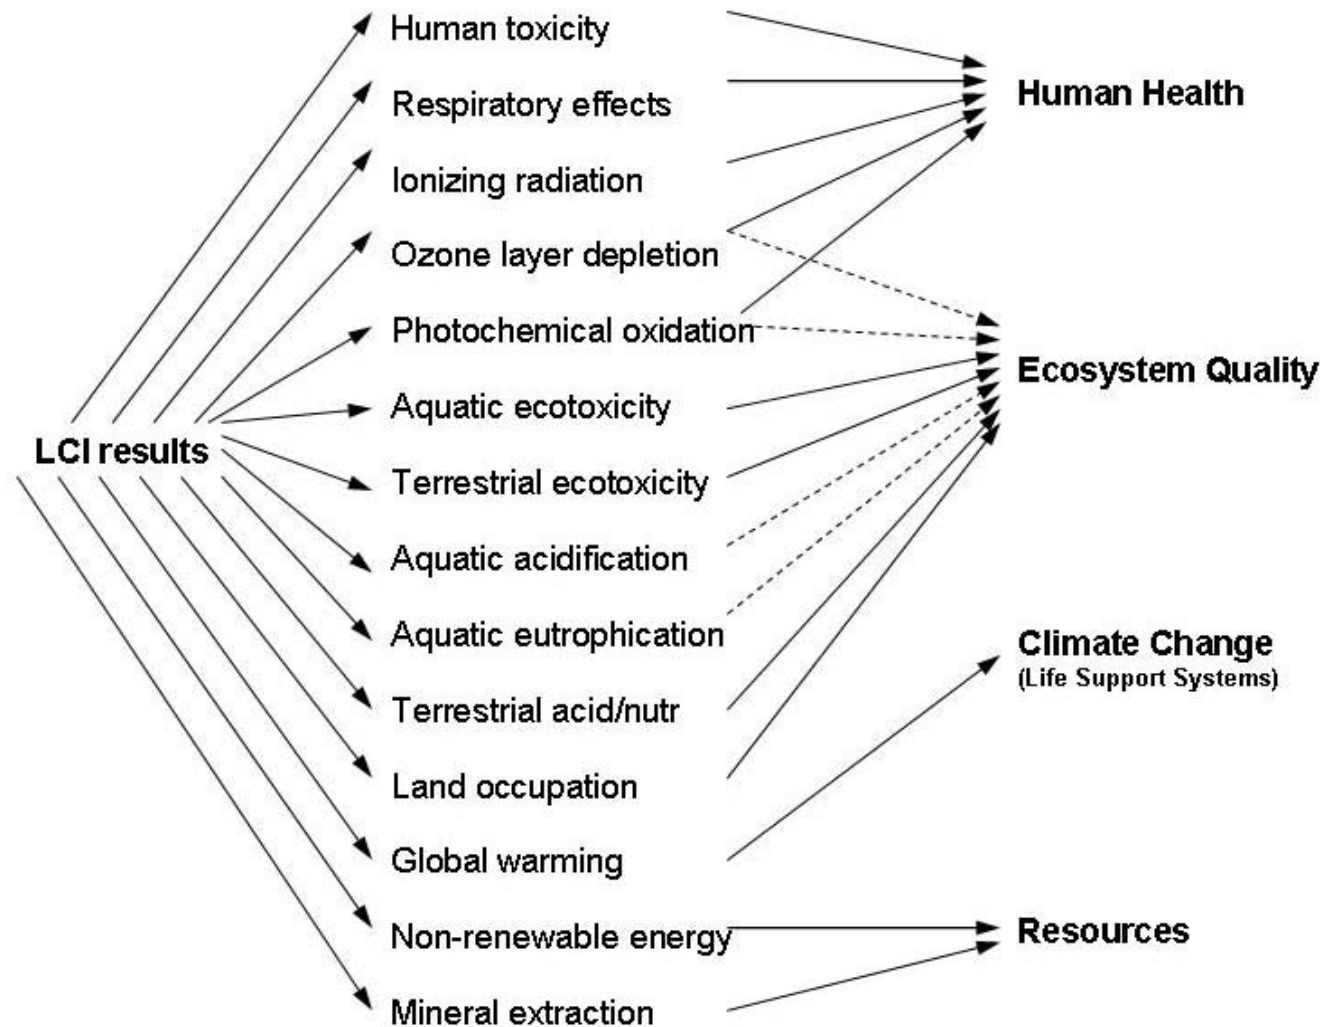 Human toxicity
Respiratory effects
Ionizing radiation
Ozone layer depletion
Photochemical oxidation
Aquatic ecotoxicity
LCI results
Terrestrial ecotoxicity
Aquatic acidification
Aquatic eutrophication
Terrestrial acid/nutr
Land occupation
Global warming
Non-renewable energy
Mineral extraction
Human Health
Ecosystem Quality
Climate Change
(Life Support Systems)
Resources